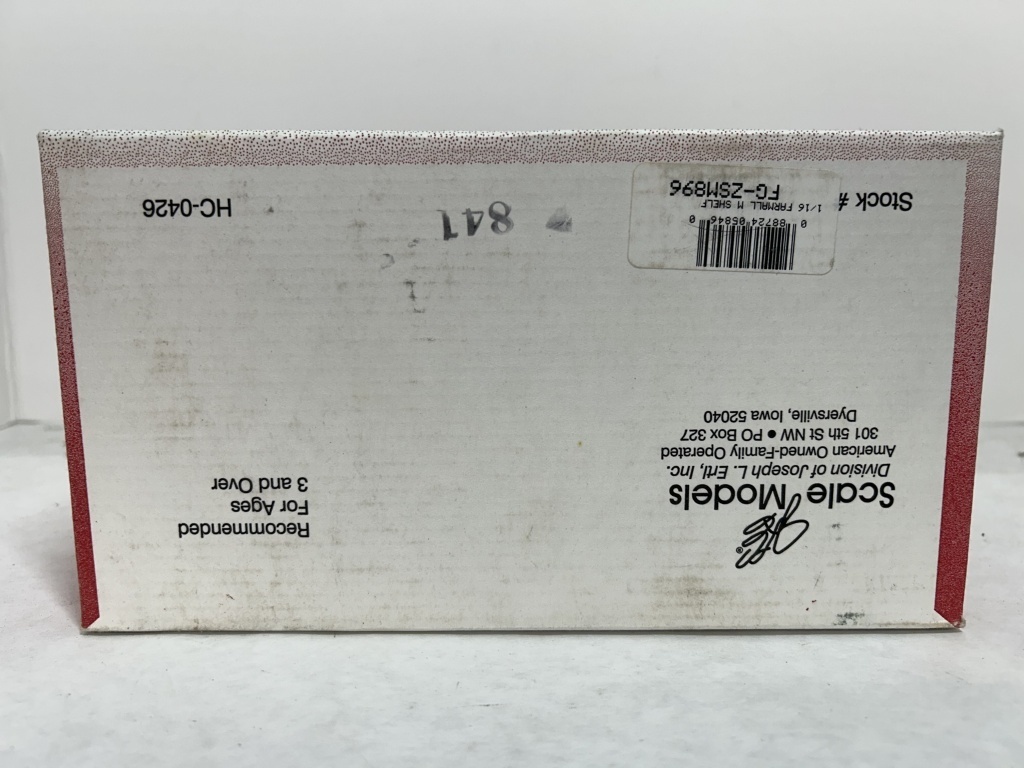 JLE®
Scale Models
Division of Joseph L. Ertl, Inc.
American Owned-Family Operated
301 5th St NW ● PO Box 327
Dyersville, Iowa 52040
Recommended
For Ages
3 and Over
Stock #
0 88724 05846 0
1/16 FARMALL M SHELF
FG-ZSM896
841
HC-0426